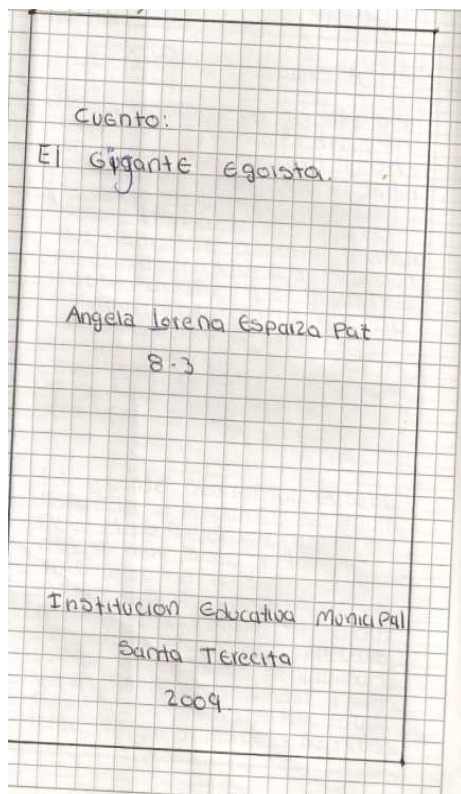 Cuento:
El Gigante Egoista.
Angela Lorena Esparza Pat
8-3
Institucion Educativa Municipal
Santa Terecita
2009.